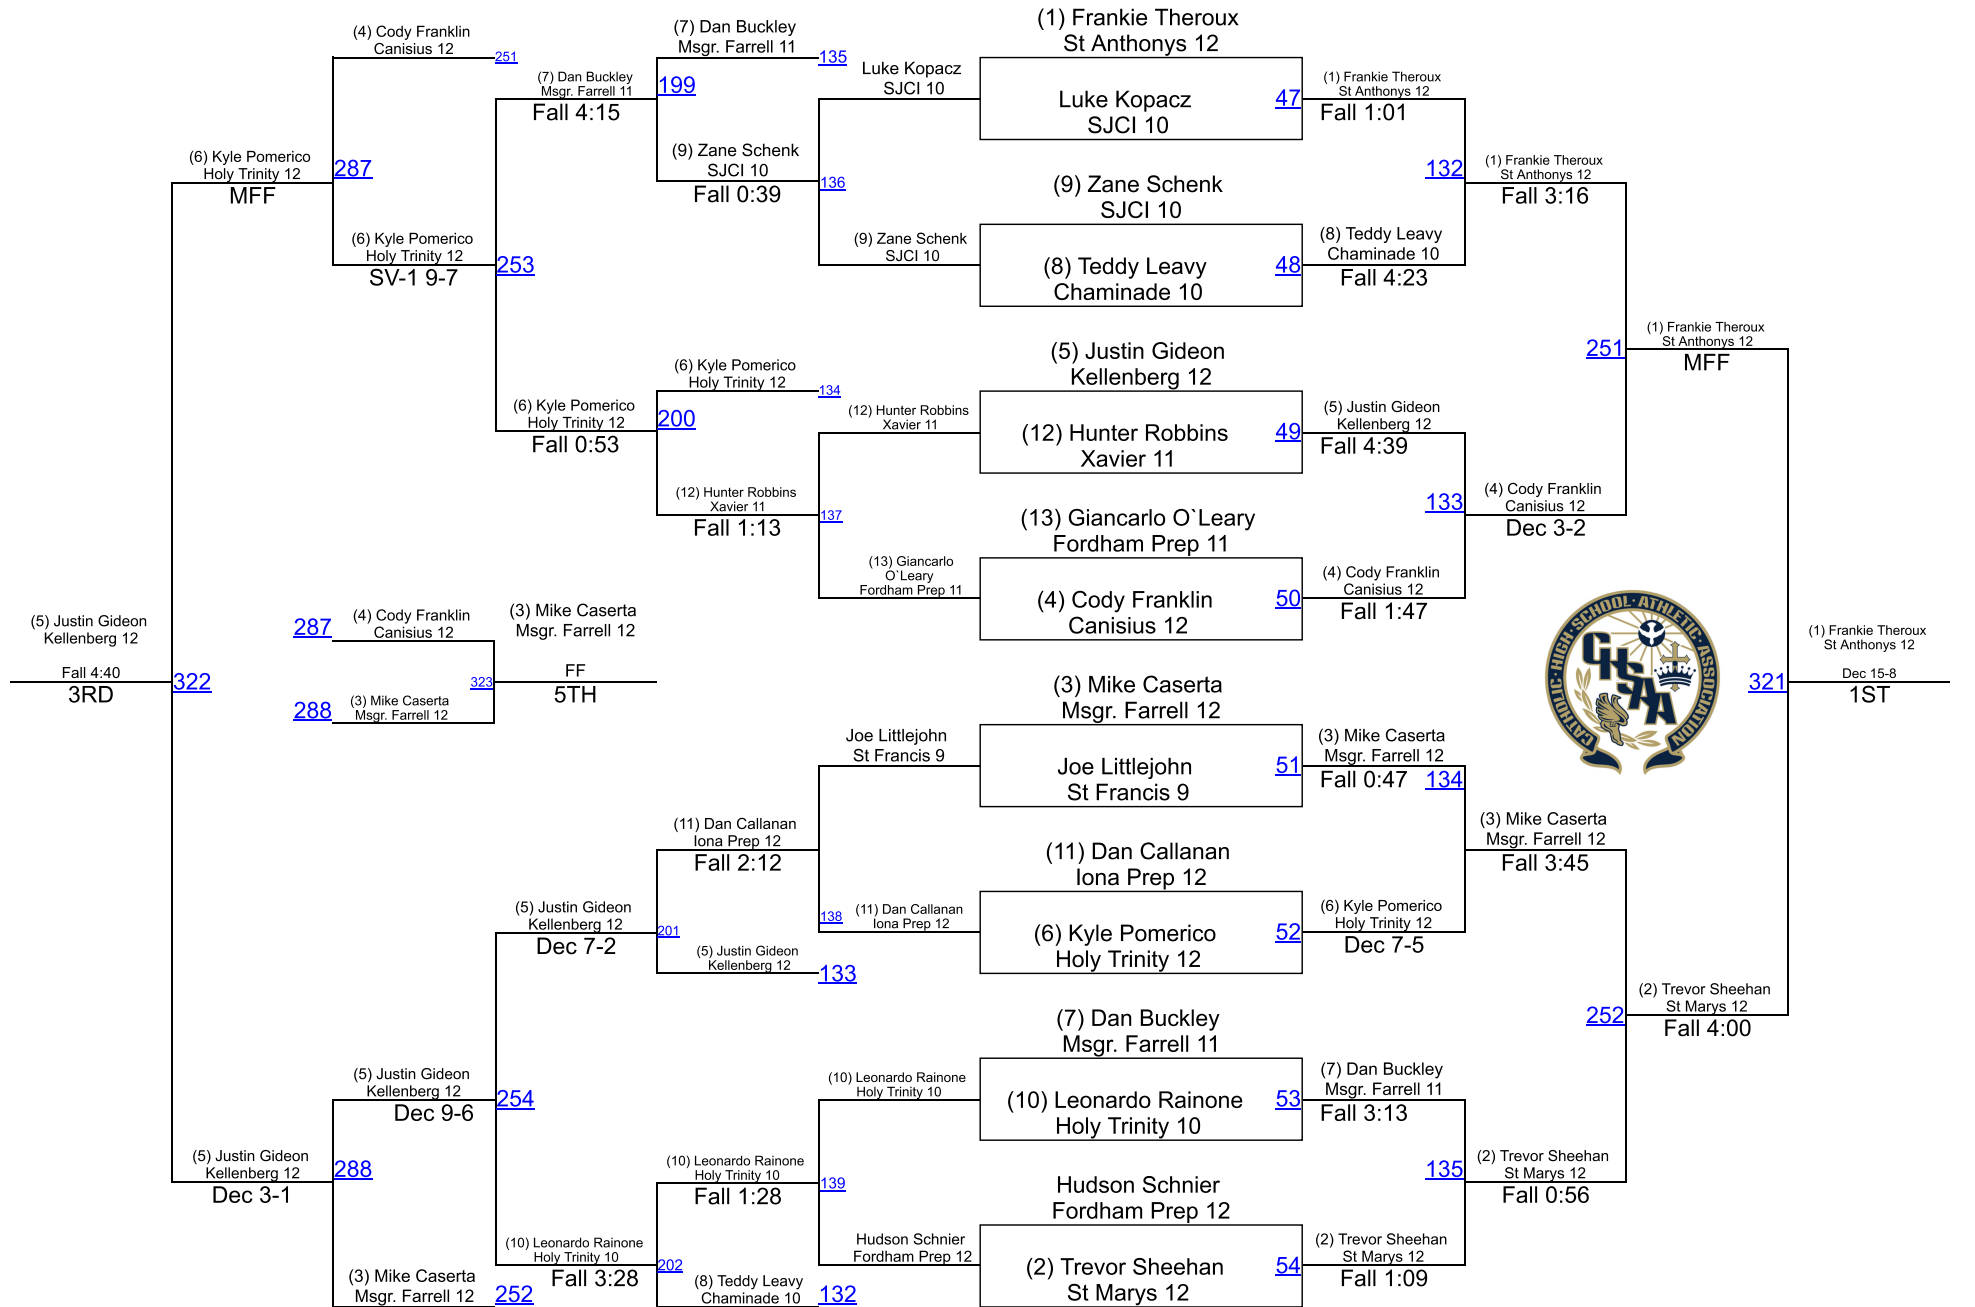 (4) Cody Franklin
Canisius 12
251
(7) Dan Buckley
Msgr. Farrell 11
Fall 4:15
(7) Dan Buckley
Msgr. Farrell 11
135
199
Luke Kopacz
SJCI 10
(9) Zane Schenk
SJCI 10
Fall 0:39
136
(9) Zane Schenk
SJCI 10
(6) Kyle Pomerico
Holy Trinity 12
MFF
287
(6) Kyle Pomerico
Holy Trinity 12
SV-1 9-7
253
(6) Kyle Pomerico
Holy Trinity 12
134
(6) Kyle Pomerico
Holy Trinity 12
Fall 0:53
200
(12) Hunter Robbins
Xavier 11
(12) Hunter Robbins
Xavier 11
Fall 1:13
137
(13) Giancarlo
O`Leary
Fordham Prep 11
(1) Frankie Theroux
St Anthonys 12
Luke Kopacz
SJCI 10
47
(1) Frankie Theroux
St Anthonys 12
Fall 1:01
(9) Zane Schenk
SJCI 10
132
(1) Frankie Theroux
St Anthonys 12
Fall 3:16
(8) Teddy Leavy
Chaminade 10
48
(8) Teddy Leavy
Chaminade 10
Fall 4:23
(5) Justin Gideon
Kellenberg 12
251
(1) Frankie Theroux
St Anthonys 12
MFF
(12) Hunter Robbins
Xavier 11
49
(5) Justin Gideon
Kellenberg 12
Fall 4:39
(13) Giancarlo O`Leary
Fordham Prep 11
133
(4) Cody Franklin
Canisius 12
Dec 3-2
(4) Cody Franklin
Canisius 12
50
(4) Cody Franklin
Canisius 12
Fall 1:47
(5) Justin Gideon
Kellenberg 12
Fall 4:40
3RD
322
287
(4) Cody Franklin
Canisius 12
288
(3) Mike Caserta
Msgr. Farrell 12
323
(3) Mike Caserta
Msgr. Farrell 12
FF
5TH
CATHOLIC·HIGH·SCHOOL·ATHLETIC·ASSOCIATION
CHSAA
321
(1) Frankie Theroux
St Anthonys 12
Dec 15-8
1ST
(3) Mike Caserta
Msgr. Farrell 12
Joe Littlejohn
St Francis 9
Joe Littlejohn
St Francis 9
51
(3) Mike Caserta
Msgr. Farrell 12
Fall 0:47
134
(11) Dan Callanan
Iona Prep 12
Fall 2:12
(11) Dan Callanan
Iona Prep 12
(3) Mike Caserta
Msgr. Farrell 12
Fall 3:45
(5) Justin Gideon
Kellenberg 12
Dec 7-2
201
138
(11) Dan Callanan
Iona Prep 12
(6) Kyle Pomerico
Holy Trinity 12
52
(6) Kyle Pomerico
Holy Trinity 12
Dec 7-5
(5) Justin Gideon
Kellenberg 12
133
(7) Dan Buckley
Msgr. Farrell 11
252
(2) Trevor Sheehan
St Marys 12
Fall 4:00
(5) Justin Gideon
Kellenberg 12
Dec 9-6
254
(10) Leonardo Rainone
Holy Trinity 10
(10) Leonardo Rainone
Holy Trinity 10
53
(7) Dan Buckley
Msgr. Farrell 11
Fall 3:13
(5) Justin Gideon
Kellenberg 12
Dec 3-1
288
(10) Leonardo Rainone
Holy Trinity 10
Fall 1:28
139
Hudson Schnier
Fordham Prep 12
135
(2) Trevor Sheehan
St Marys 12
Fall 0:56
(10) Leonardo Rainone
Holy Trinity 10
Fall 3:28
202
Hudson Schnier
Fordham Prep 12
(2) Trevor Sheehan
St Marys 12
54
(2) Trevor Sheehan
St Marys 12
Fall 1:09
(3) Mike Caserta
Msgr. Farrell 12
252
(8) Teddy Leavy
Chaminade 10
132